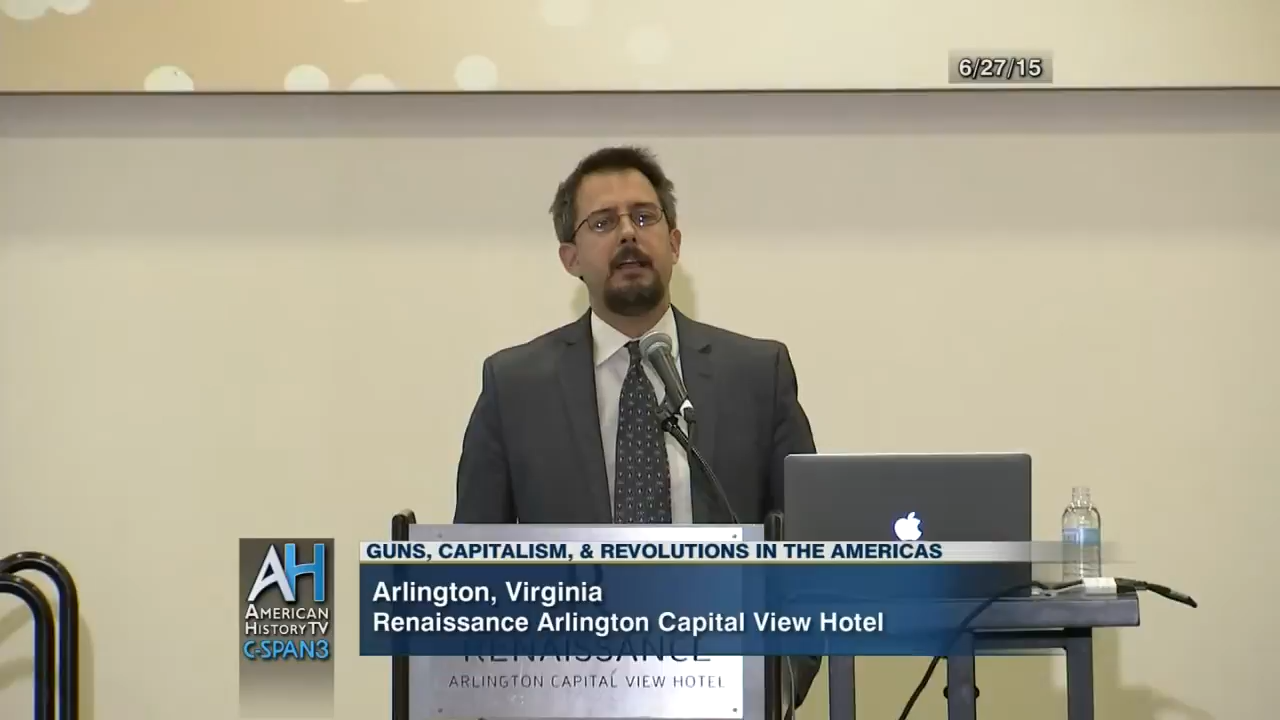 6/27/15
GUNS, CAPITALISM, & REVOLUTIONS IN THE AMERICAS
AH
AMERICAN
HISTORY TV
C-SPAN3
Arlington, Virginia
Renaissance Arlington Capital View Hotel
RENAISSANCE
ARLINGTON CAPITAL VIEW HOTEL